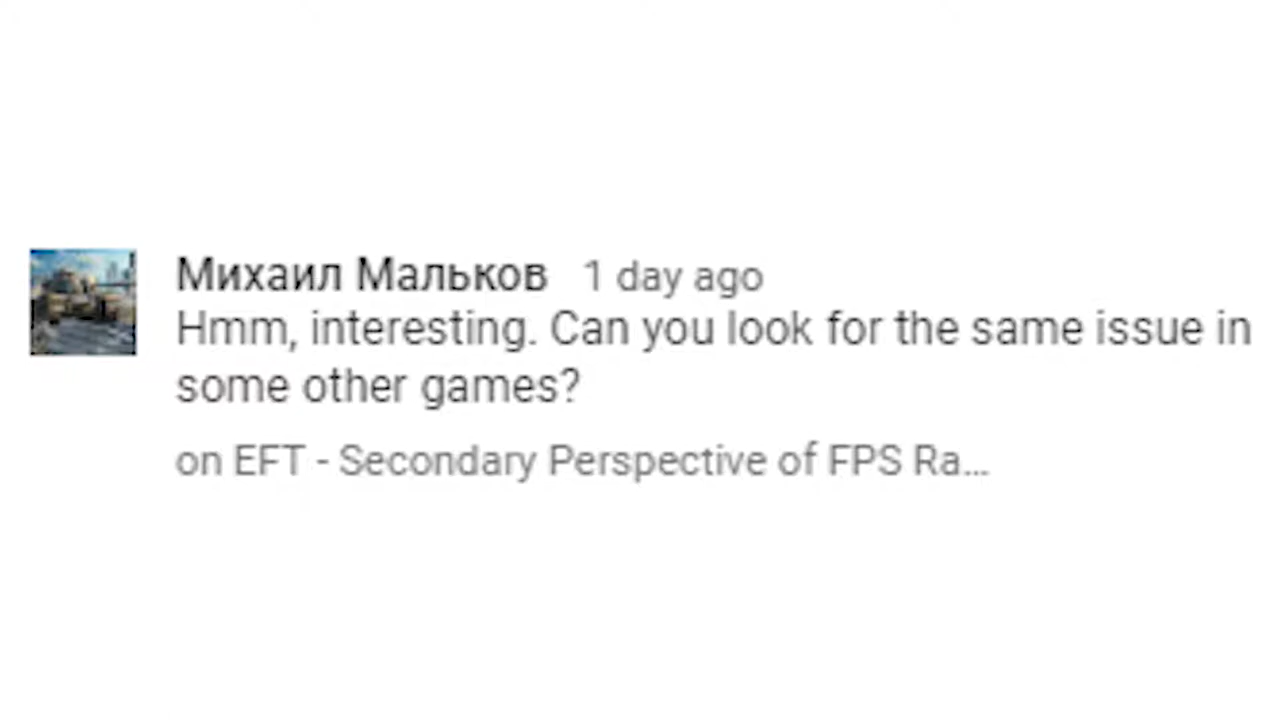 Михаил Мальков 1 day ago
Hmm, interesting. Can you look for the same issue in
some other games?
on EFT - Secondary Perspective of FPS Ra...